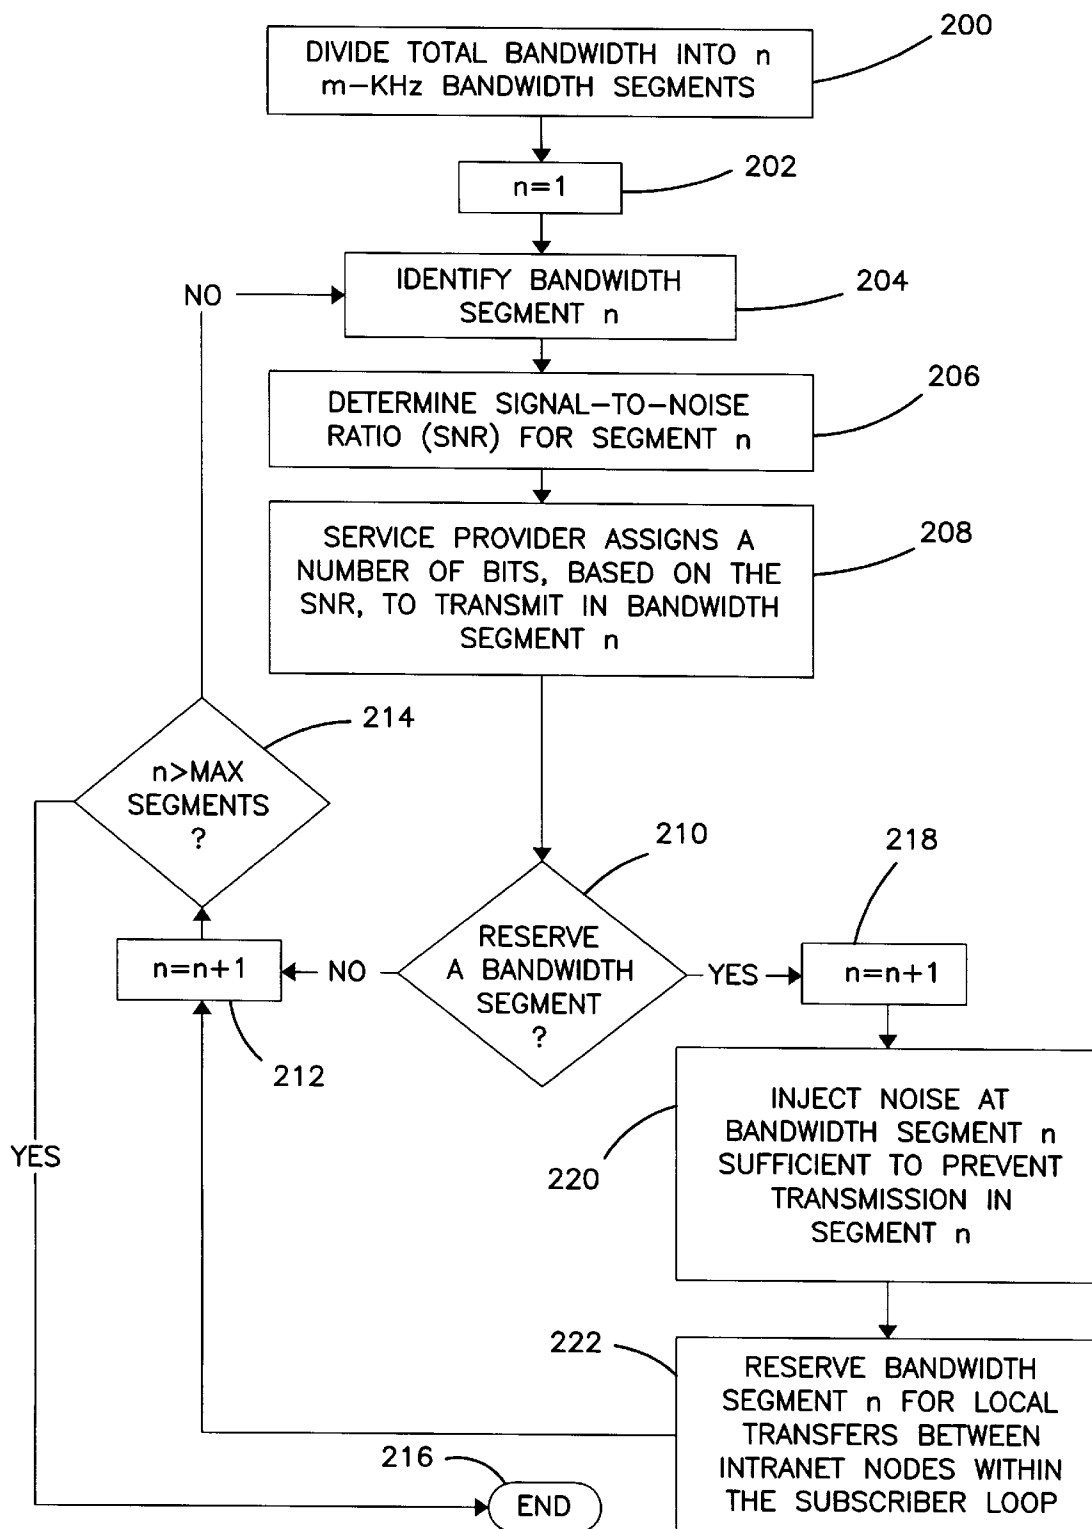 DIVIDE TOTAL BANDWIDTH INTO n
m-KHz BANDWIDTH SEGMENTS
200
n=1
202
NO
IDENTIFY BANDWIDTH
SEGMENT n
204
DETERMINE SIGNAL-TO-NOISE
RATIO (SNR) FOR SEGMENT n
206
SERVICE PROVIDER ASSIGNS A
NUMBER OF BITS, BASED ON THE
SNR, TO TRANSMIT IN BANDWIDTH
SEGMENT n
208
n>MAX
SEGMENTS
?
214
RESERVE
A BANDWIDTH
SEGMENT
?
210
n=n+1
NO
212
YES
n=n+1
218
YES
INJECT NOISE AT
BANDWIDTH SEGMENT n
SUFFICIENT TO PREVENT
TRANSMISSION IN
SEGMENT n
220
RESERVE BANDWIDTH
SEGMENT n FOR LOCAL
TRANSFERS BETWEEN
INTRANET NODES WITHIN
THE SUBSCRIBER LOOP
222
216
END